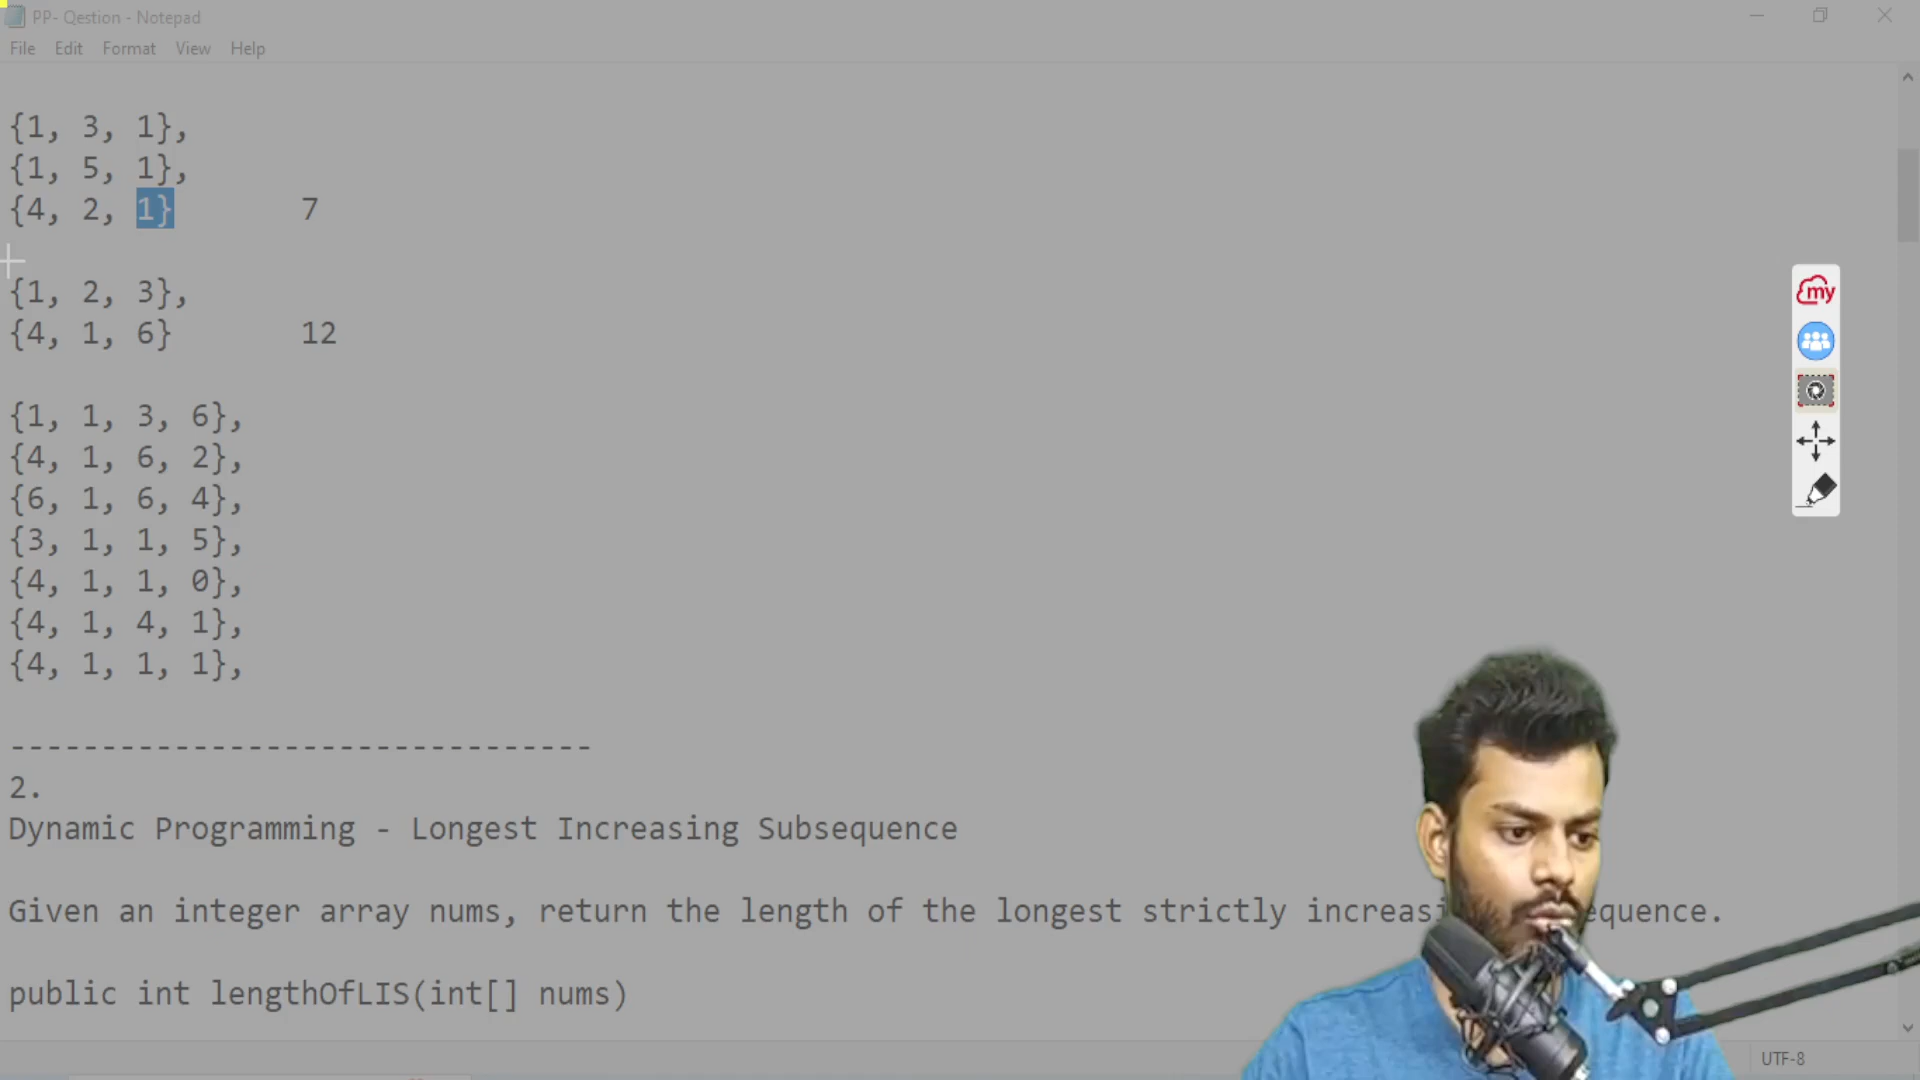 PP- Qestion - Notepad
File Edit Format View Help
{1, 3, 1},
{1, 5, 1},
{4, 2, 1} 7
{1, 2, 3},
{4, 1, 6} 12
{1, 1, 3, 6},
{4, 1, 6, 2},
{6, 1, 6, 4},
{3, 1, 1, 5},
{4, 1, 1, 0},
{4, 1, 4, 1},
{4, 1, 1, 1},
--------------------------------
2.
Dynamic Programming - Longest Increasing Subsequence
Given an integer array nums, return the length of the longest strictly
public int lengthOfLIS(int[] nums)
my
UTF-8